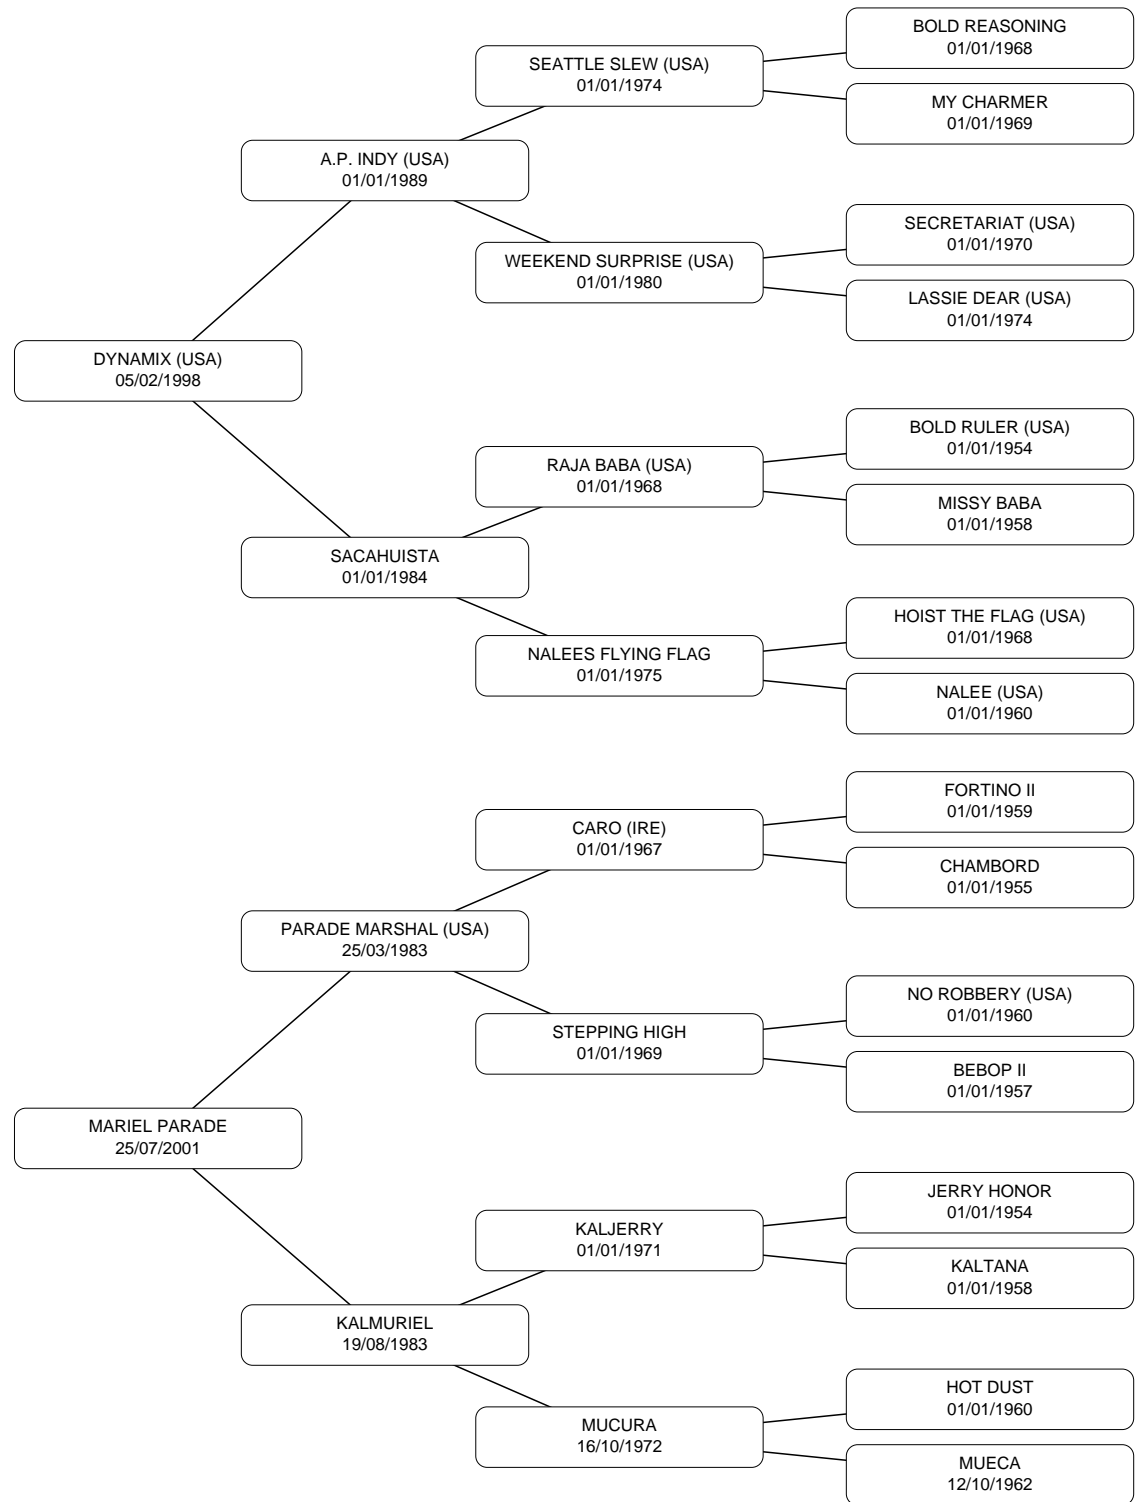 BOLD REASONING
01/01/1968
SEATTLE SLEW (USA)
01/01/1974
MY CHARMER
01/01/1969
A.P. INDY (USA)
01/01/1989
SECRETARIAT (USA)
01/01/1970
WEEKEND SURPRISE (USA)
01/01/1980
LASSIE DEAR (USA)
01/01/1974
DYNAMIX (USA)
05/02/1998
BOLD RULER (USA)
01/01/1954
RAJA BABA (USA)
01/01/1968
MISSY BABA
01/01/1958
SACAHUISTA
01/01/1984
HOIST THE FLAG (USA)
01/01/1968
NALEES FLYING FLAG
01/01/1975
NALEE (USA)
01/01/1960
FORTINO II
01/01/1959
CARO (IRE)
01/01/1967
CHAMBORD
01/01/1955
PARADE MARSHAL (USA)
25/03/1983
NO ROBBERY (USA)
01/01/1960
STEPPING HIGH
01/01/1969
BEBOP II
01/01/1957
MARIEL PARADE
25/07/2001
JERRY HONOR
01/01/1954
KALJERRY
01/01/1971
KALTANA
01/01/1958
KALMURIEL
19/08/1983
HOT DUST
01/01/1960
MUCURA
16/10/1972
MUECA
12/10/1962